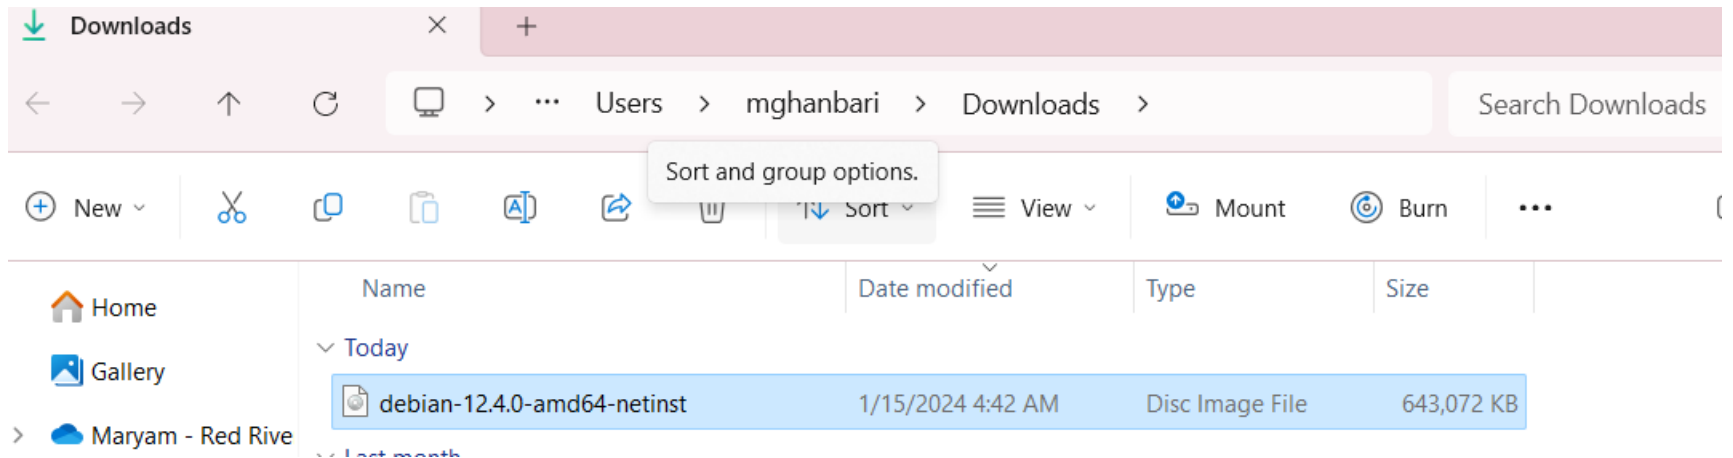 Downloads
Users > mghanbari > Downloads >
Search Downloads
Sort and group options.
New
Sort
View
Mount
Burn
Name
Date modified
Type
Size
Home
Today
Gallery
debian-12.4.0-amd64-netinst 1/15/2024 4:42 AM Disc Image File 643,072 KB
Maryam - Red Rive
Last month